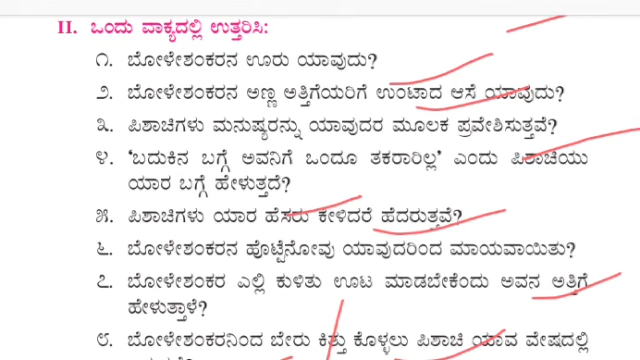 II. ಒಂದು ವಾಕ್ಯದಲ್ಲಿ ಉತ್ತರಿಸಿ:
೧. ಬೋಳೇಶಂಕರನ ಊರು ಯಾವುದು?
೨. ಬೋಳೇಶಂಕರನ ಅಣ್ಣ ಅತ್ತಿಗೆಯರಿಗೆ ಉಂಟಾದ ಆಸೆ ಯಾವುದು?
೩. ಪಿಶಾಚಿಗಳು ಮನುಷ್ಯರನ್ನು ಯಾವುದರ ಮೂಲಕ ಪ್ರವೇಶಿಸುತ್ತವೆ?
೪. ‘ಬದುಕಿನ ಬಗ್ಗೆ ಅವನಿಗೆ ಒಂದೂ ತಕರಾರಿಲ್ಲ’ ಎಂದು ಪಿಶಾಚಿಯು
ಯಾರ ಬಗ್ಗೆ ಹೇಳುತ್ತದೆ?
೫. ಪಿಶಾಚಿಗಳು ಯಾರ ಹೆಸರು ಕೇಳಿದರೆ ಹೆದರುತ್ತವೆ?
೬. ಬೋಳೇಶಂಕರನ ಹೊಟ್ಟೆನೋವು ಯಾವುದರಿಂದ ಮಾಯವಾಯಿತು?
೭. ಬೋಳೇಶಂಕರ ಎಲ್ಲಿ ಕುಳಿತು ಊಟ ಮಾಡಬೇಕೆಂದು ಅವನ ಅತ್ತಿಗೆ
ಹೇಳುತ್ತಾಳೆ?
೮. ಬೋಳೇಶಂಕರನಿಂದ ಬೇರು ಕಿತ್ತು ಕೊಳ್ಳಲು ಪಿಶಾಚಿ ಯಾವ ವೇಷದಲ್ಲಿ